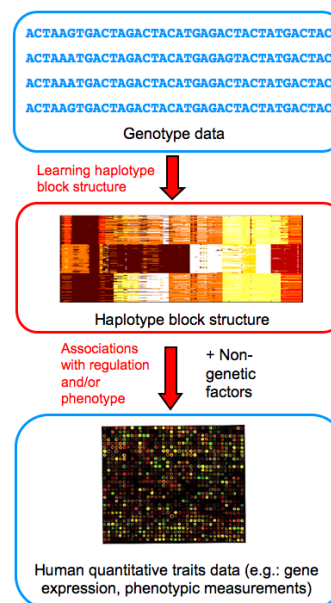 ACTAAGTGACTAGACTACATGAGACTACTATGACTAC
ACTAAATGACTAGACTACATGAGAGTACTATGACTAC
ACTAAATGACTAGACTACATGAGACTACTATGACTAC
ACTAAGTGACTAGACTACATGAGACTACTATGACTAC
Genotype data
Learning haplotype
block structure
Haplotype block structure
Associations
with regulation
and/or
phenotype
+ Non-
genetic
factors
Human quantitative traits data (e.g.: gene
expression, phenotypic measurements)